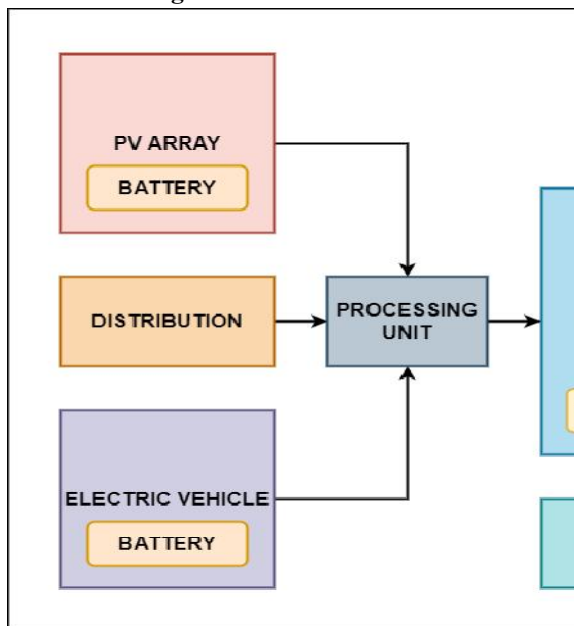 PV ARRAY
BATTERY
DISTRIBUTION
PROCESSING
UNIT
ELECTRIC VEHICLE
BATTERY